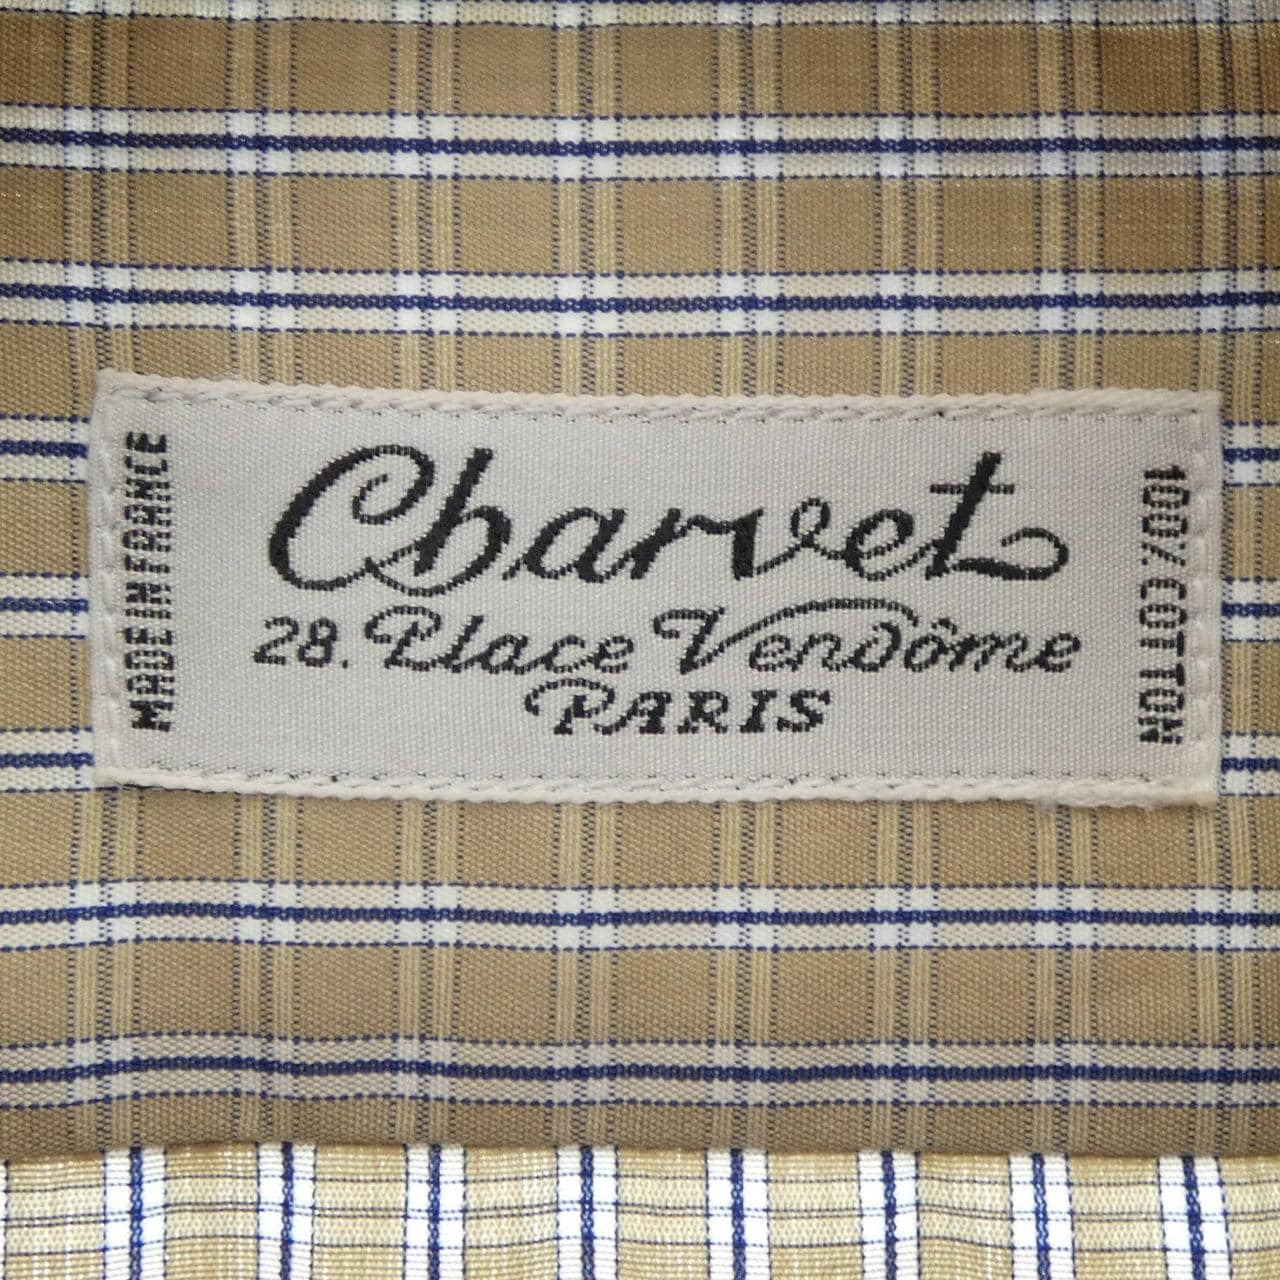 MADE IN FRANCE
Charvet
28. Place Vendôme
PARIS
100% COTTON